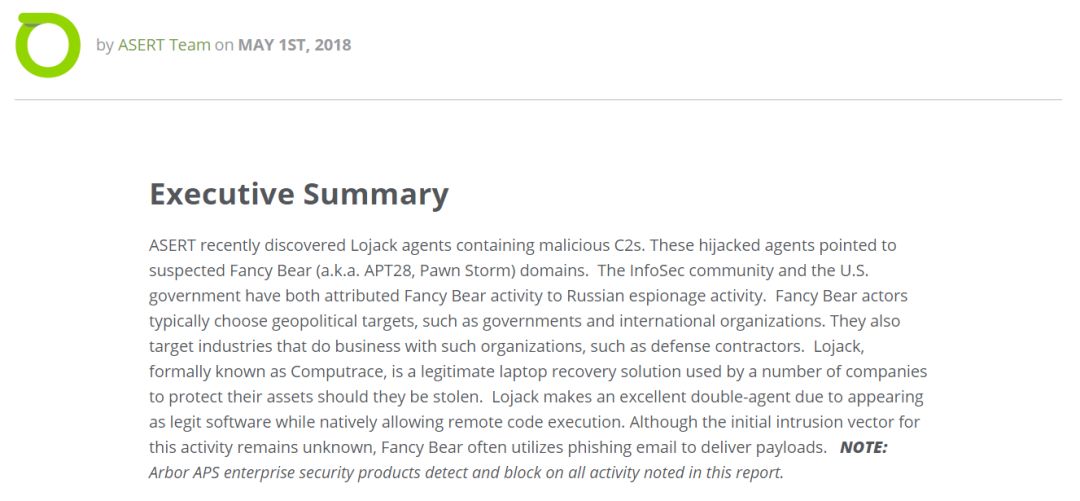 by ASERT Team on MAY 1ST, 2018
Executive Summary
ASERT recently discovered Lojack agents containing malicious C2s. These hijacked agents pointed to
suspected Fancy Bear (a.k.a. APT28, Pawn Storm) domains.  The InfoSec community and the U.S.
government have both attributed Fancy Bear activity to Russian espionage activity.  Fancy Bear actors
typically choose geopolitical targets, such as governments and international organizations. They also
target industries that do business with such organizations, such as defense contractors.  Lojack,
formally known as Computrace, is a legitimate laptop recovery solution used by a number of companies
to protect their assets should they be stolen.  Lojack makes an excellent double-agent due to appearing
as legit software while natively allowing remote code execution. Although the initial intrusion vector for
this activity remains unknown, Fancy Bear often utilizes phishing email to deliver payloads.   NOTE:
Arbor APS enterprise security products detect and block on all activity noted in this report.